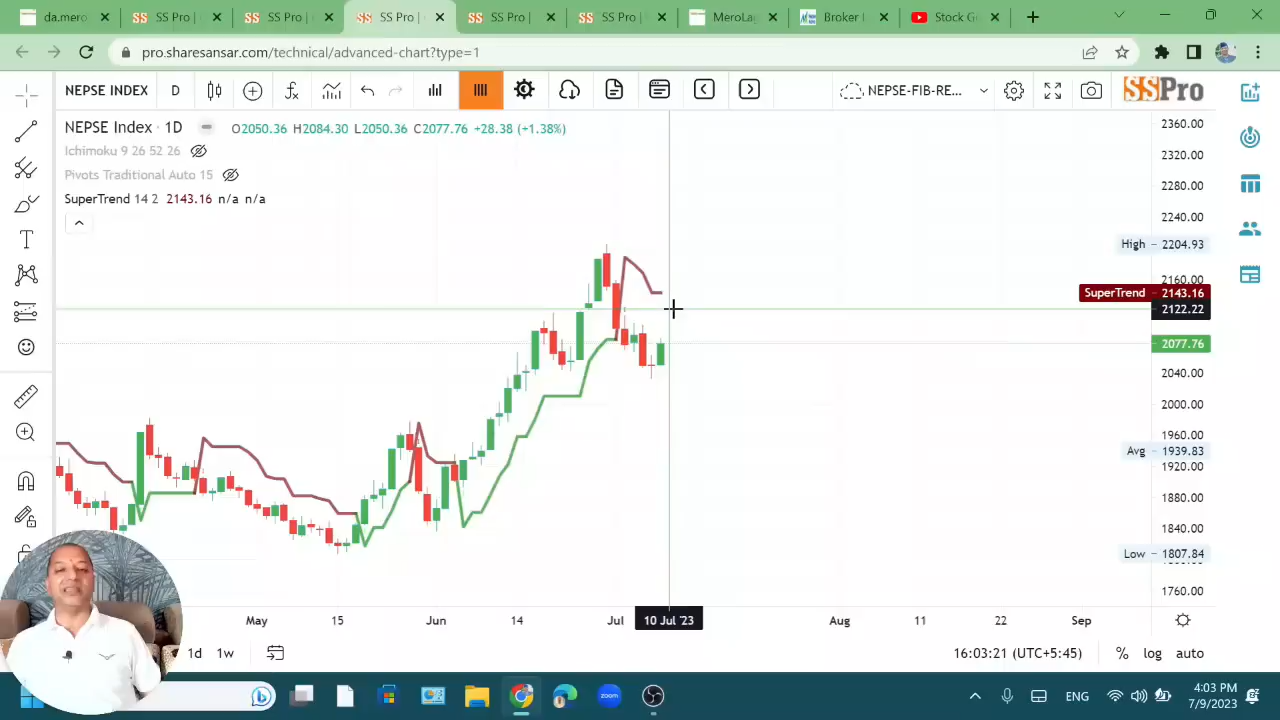 da.mero
SS Pro |
SS Pro |
SS Pro |
SS Pro |
MeroLag
Broker |
Stock G
pro.sharesansar.com/technical/advanced-chart?type=1
NEPSE INDEX
D
NEPSE-FIB-RE...
SSPro
NEPSE Index · 1D
O2050.36 H2084.30 L2050.36 C2077.76 +28.38 (+1.38%)
Ichimoku 9 26 52 26
Pivots Traditional Auto 15
SuperTrend 14 2 2143.16 n/a n/a
2360.00
2320.00
2280.00
2240.00
High 2204.93
2160.00
SuperTrend 2143.16
2122.22
2077.76
2040.00
2000.00
1960.00
Avg 1939.83
1920.00
1880.00
1840.00
Low 1807.84
1760.00
May
15
Jun
14
Jul
10 Jul '23
Aug
11
22
Sep
1d 1w
16:03:21 (UTC+5:45)
% log auto
ENG
4:03 PM
7/9/2023